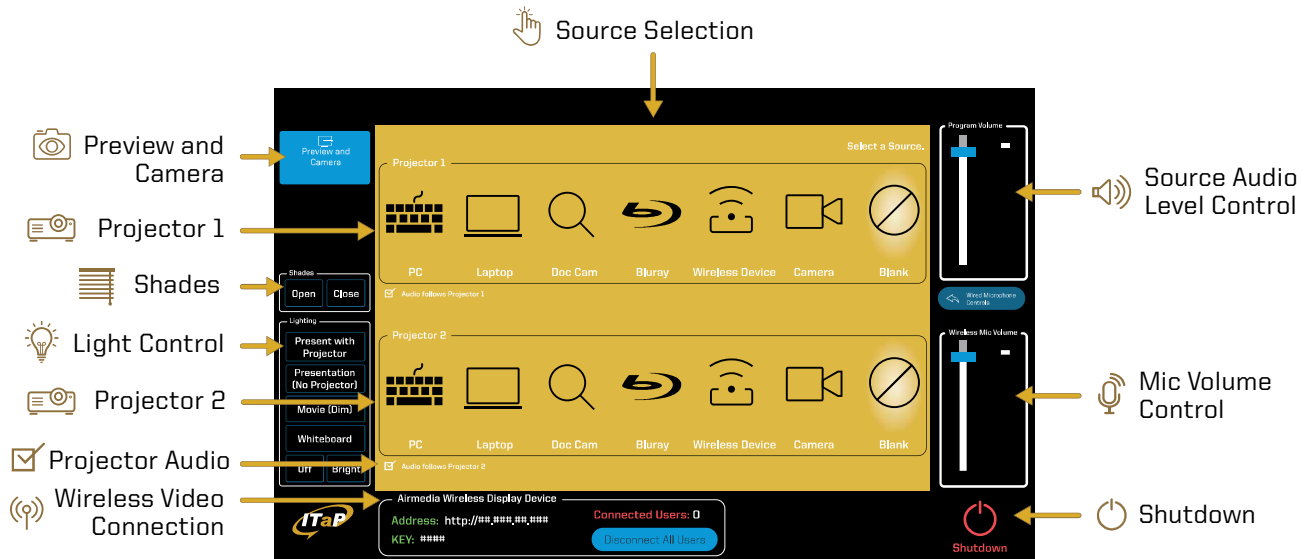 Source Selection
Preview and
Camera
Projector 1
Shades
Light Control
Projector 2
Projector Audio
Wireless Video
Connection
Preview and
Camera
Shades
Open Close
Lighting
Present with
Projector
Presentation
(No Projector)
Movie (Dim)
Whiteboard
Off Bright
ITaP
Select a Source.
Projector 1
PC Laptop Doc Cam Bluray Wireless Device Camera Blank
Audio follows Projector 1
Projector 2
PC Laptop Doc Cam Bluray Wireless Device Camera Blank
Audio follows Projector 2
Airmedia Wireless Display Device
Address: http://##.###.##.###
Connected Users: 0
KEY: ####
Disconnect All Users
Program Volume
Wired Microphone
Controls
Wireless Mic Volume
Shutdown
Source Audio
Level Control
Mic Volume
Control
Shutdown